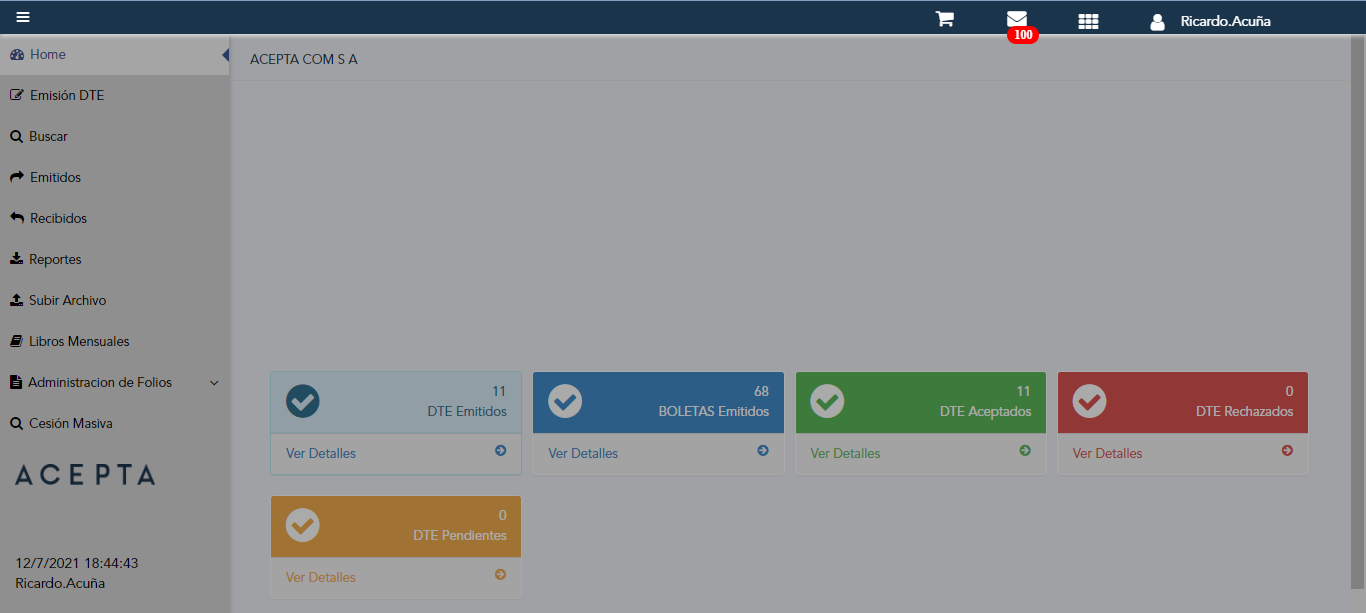 100
Ricardo.Acuña
Home
ACEPTA COM S A
Emisión DTE
Buscar
Emitidos
Recibidos
Reportes
Subir Archivo
Libros Mensuales
Administracion de Folios
Cesión Masiva
ACEPTA
12/7/2021 18:44:43
Ricardo.Acuña
11
DTE Emitidos
Ver Detalles
68
BOLETAS Emitidos
Ver Detalles
11
DTE Aceptados
Ver Detalles
0
DTE Rechazados
Ver Detalles
0
DTE Pendientes
Ver Detalles